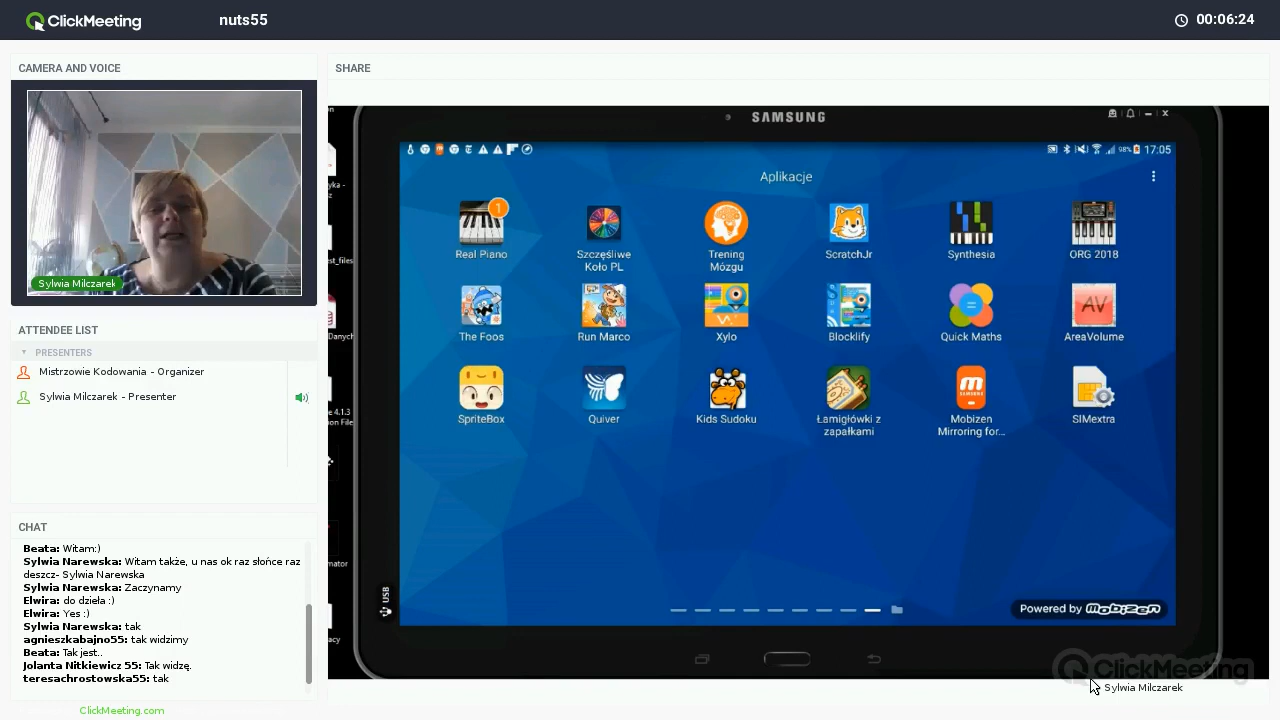 ClickMeeting
nuts55
00:06:24
CAMERA AND VOICE
Sylwia Milczarek
ATTENDEE LIST
PRESENTERS
Mistrzowie Kodowania - Organizer
Sylwia Milczarek - Presenter
CHAT
Beata: Witam:)
Sylwia Narewska: Witam także, u nas ok raz słońce raz
deszcz- Sylwia Narewska
Sylwia Narewska: Zaczynamy
Elwira: do dzieła :)
Elwira: Yes :)
Sylwia Narewska: tak
agnieszkabajno55: tak widzimy
Beata: Tak jest..
Jolanta Nitkiewicz 55: Tak widzę.
teresachrostowska55: tak
ClickMeeting.com
SHARE
SAMSUNG
98% 17:05
Aplikacje
1
Real Piano
Szczęśliwe
Koło PL
Trening
Mózgu
ScratchJr
Synthesia
ORG 2018
The Foos
Run Marco
Xylo
Blocklify
Quick Maths
AV
AreaVolume
SpriteBox
Quiver
Kids Sudoku
Łamigłówki z
zapałkami
Mobizen
Mirroring for...
SIMextra
USB
Powered by mobizen
ClickMeeting
Sylwia Milczarek